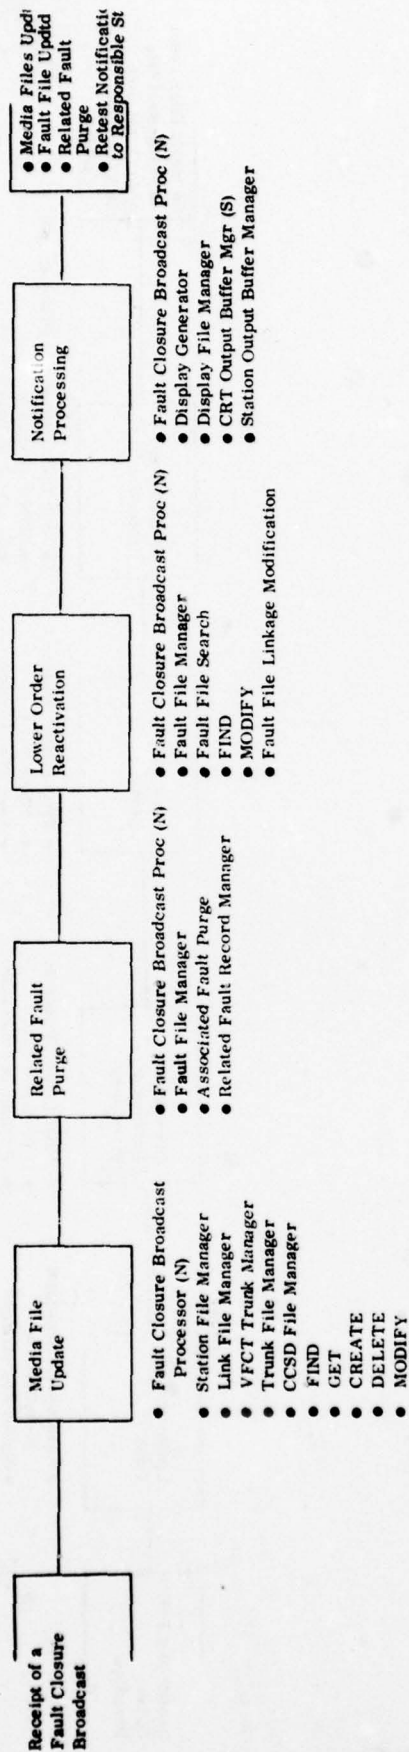 Receipt of a
Fault Closure
Broadcast
Media File
Update
● Fault Closure Broadcast
Processor (N)
● Station File Manager
● Link File Manager
● VFCT Trunk Manager
● Trunk File Manager
● CCSD File Manager
● FIND
● GET
● CREATE
● DELETE
● MODIFY
Related Fault
Purge
● Fault Closure Broadcast Proc (N)
● Fault File Manager
● Associated Fault Purge
● Related Fault Record Manager
Lower Order
Reactivation
● Fault Closure Broadcast Proc (N)
● Fault File Manager
● Fault File Search
● FIND
● MODIFY
● Fault File Linkage Modification
Notification
Processing
● Fault Closure Broadcast Proc (N)
● Display Generator
● Display File Manager
● CRT Output Buffer Mgr (S)
● Station Output Buffer Manager
● Media Files Upd
● Fault File Updtd
● Related Fault
Purge
● Retest Notificati
to Responsible St